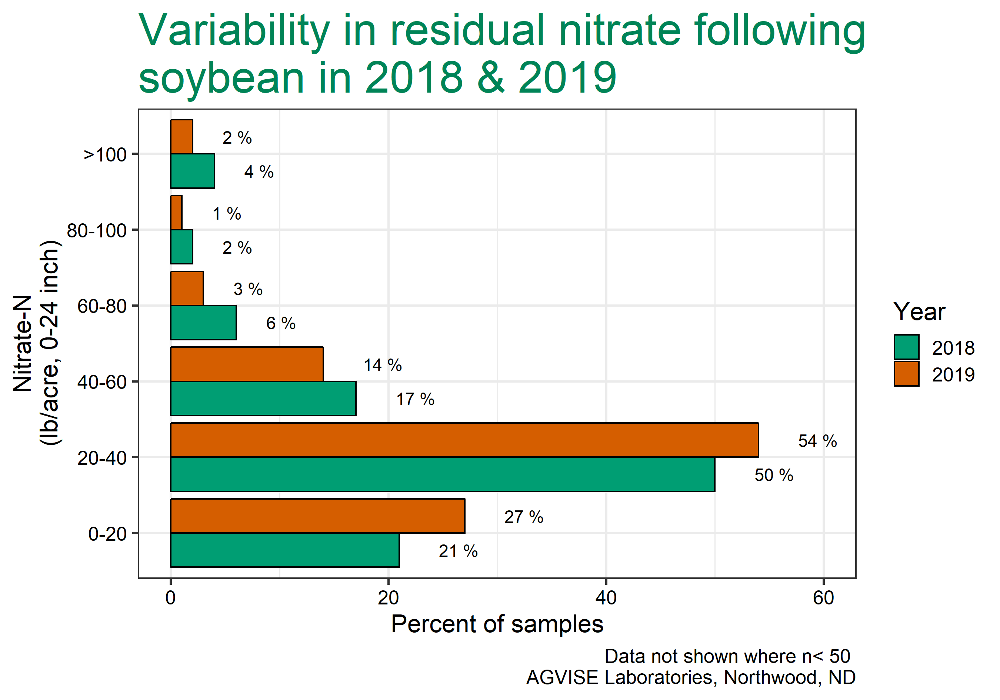 Variability in residual nitrate following
soybean in 2018 & 2019
Nitrate-N
(lb/acre, 0-24 inch)
>100
2 %
4 %
80-100
1 %
2 %
60-80
3 %
6 %
40-60
14 %
17 %
20-40
54 %
50 %
0-20
27 %
21 %
0 20 40 60
Percent of samples
Year
2018
2019
Data not shown where n< 50
AGVISE Laboratories, Northwood, ND